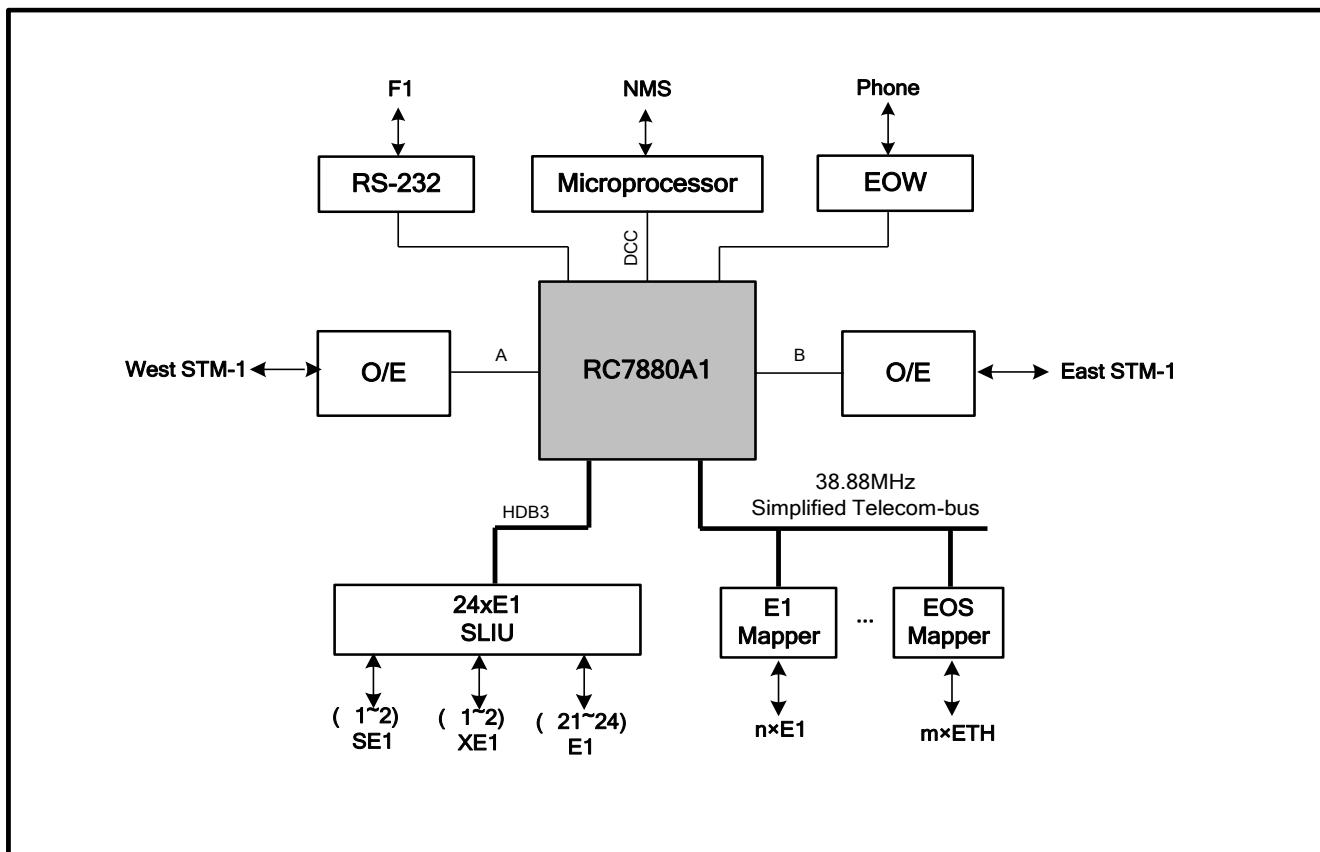 F1
NMS
Phone
RS-232
Microprocessor
EOW
DCC
West STM-1
O/E
A
RC7880A1
B
O/E
East STM-1
38.88MHz
Simplified Telecom-bus
HDB3
24xE1
SLIU
E1
Mapper
...
EOS
Mapper
( 1~2)
SE1
( 1~2)
XE1
( 21~24)
E1
n×E1
m×ETH